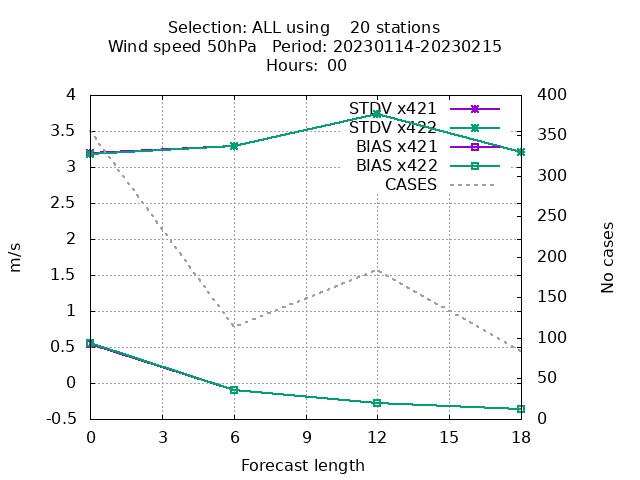 Selection: ALL using 20 stations
Wind speed 50hPa Period: 20230114-20230215
Hours: 00
4
3.5
3
2.5
2
1.5
1
0.5
0
-0.5
400
350
300
250
200
150
100
50
0
STDV x421
STDV x422
BIAS x421
BIAS x422
CASES
m/s
No cases
0 3 6 9 12 15 18
Forecast length